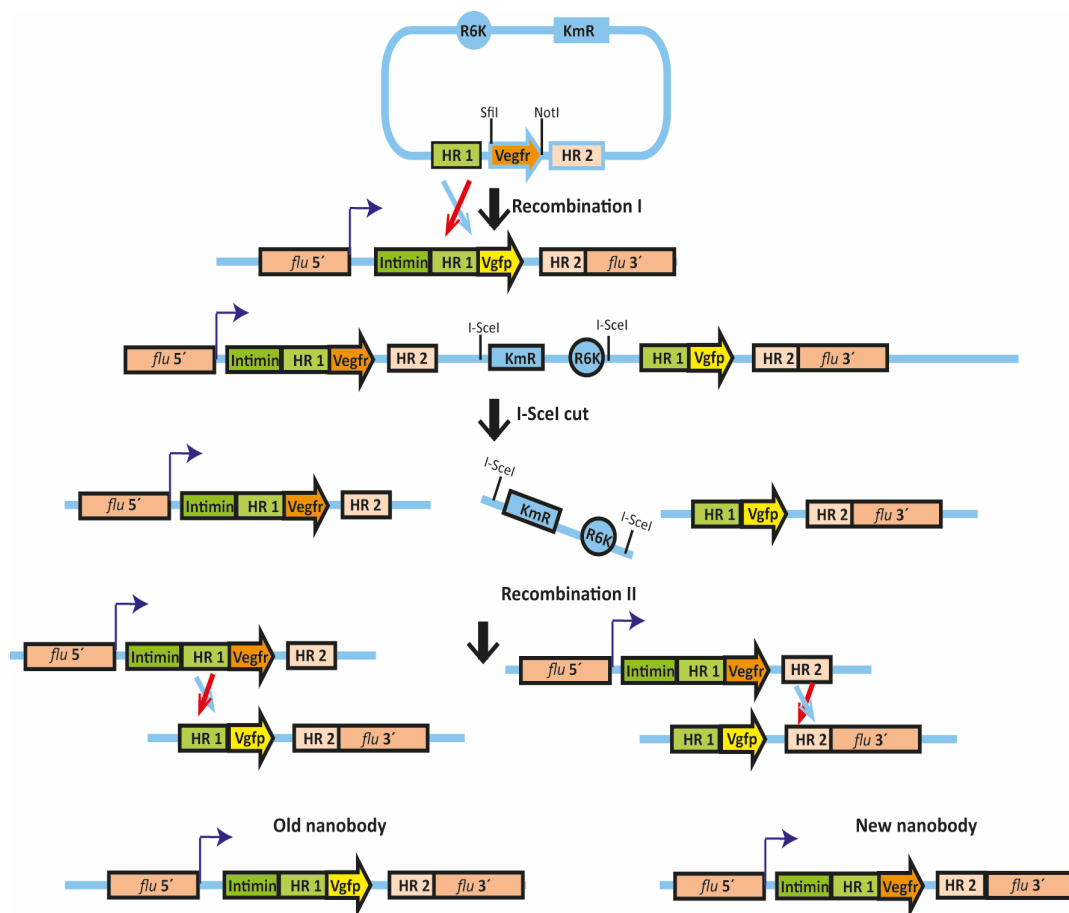 R6K KmR
SfiI NotI
HR 1 Vegfr HR 2
Recombination I
flu 5´ Intimin HR 1 Vgfp HR 2 flu 3´
I-SceI I-SceI
flu 5´ Intimin HR 1 Vegfr HR 2 KmR R6K HR 1 Vgfp HR 2 flu 3´
I-SceI cut
I-SceI
flu 5´ Intimin HR 1 Vegfr HR 2 KmR R6K I-SceI HR 1 Vgfp HR 2 flu 3´
Recombination II
flu 5´ Intimin HR 1 Vegfr HR 2
flu 5´ Intimin HR 1 Vegfr HR 2
HR 1 Vgfp HR 2 flu 3´
HR 1 Vgfp HR 2 flu 3´
Old nanobody
New nanobody
flu 5´ Intimin HR 1 Vgfp HR 2 flu 3´
flu 5´ Intimin HR 1 Vegfr HR 2 flu 3´